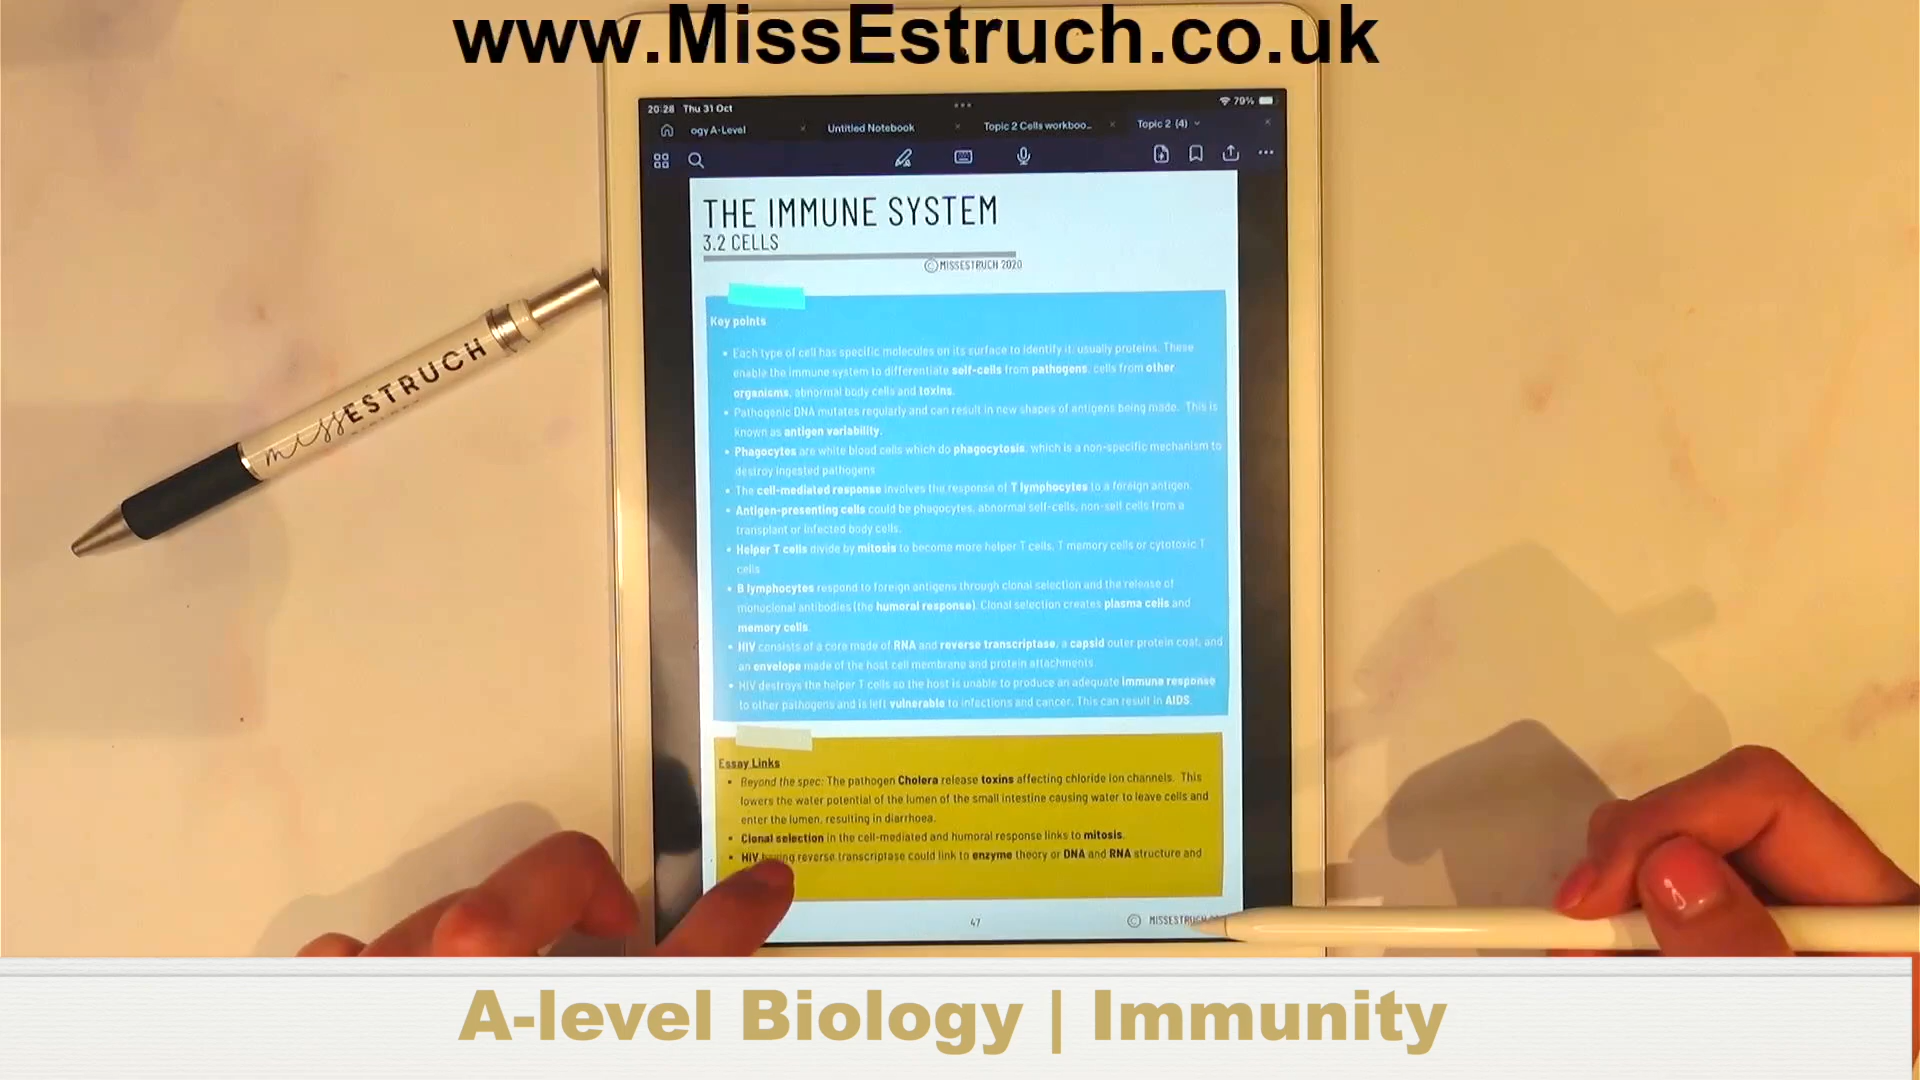 www.MissEstruch.co.uk
20:28 Thu 31 Oct
79%
ogy A-Level
Untitled Notebook
Topic 2 Cells workboo...
Topic 2 (4)
THE IMMUNE SYSTEM
3.2 CELLS
© MISSESTRUCH 2020
Key points
• Each type of cell has specific molecules on its surface to identify it, usually proteins. These
enable the immune system to differentiate self-cells from pathogens, cells from other
organisms, abnormal body cells and toxins.
• Pathogenic DNA mutates regularly and can result in new shapes of antigens being made. This is
known as antigen variability.
• Phagocytes are white blood cells which do phagocytosis, which is a non-specific mechanism to
destroy ingested pathogens
• The cell-mediated response involves the response of T lymphocytes to a foreign antigen.
• Antigen-presenting cells could be phagocytes, abnormal self-cells, non-self cells from a
transplant or infected body cells.
• Helper T cells divide by mitosis to become more helper T cells, T memory cells or cytotoxic T
cells
• B lymphocytes respond to foreign antigens through clonal selection and the release of
monoclonal antibodies (the humoral response). Clonal selection creates plasma cells and
memory cells.
• HIV consists of a core made of RNA and reverse transcriptase, a capsid outer protein coat, and
an envelope made of the host cell membrane and protein attachments
• HIV destroys the helper T cells so the host is unable to produce an adequate immune response
to other pathogens and is left vulnerable to infections and cancer. This can result in AIDS.
Essay Links
• Beyond the spec: The pathogen Cholera release toxins affecting chloride ion channels. This
lowers the water potential of the lumen of the small intestine causing water to leave cells and
enter the lumen, resulting in diarrhoea.
• Clonal selection in the cell-mediated and humoral response links to mitosis.
• HIV reverse transcriptase could link to enzyme theory or DNA and RNA structure and
47
© MISSESTRUCH
missESTRUCH
A-level Biology | Immunity